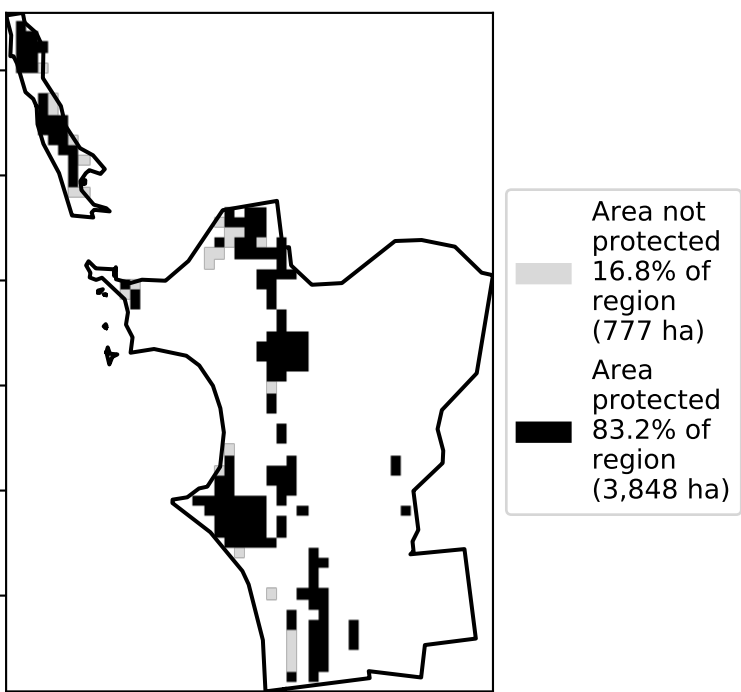 Area not
protected
16.8% of
region
(777 ha)
Area
protected
83.2% of
region
(3,848 ha)